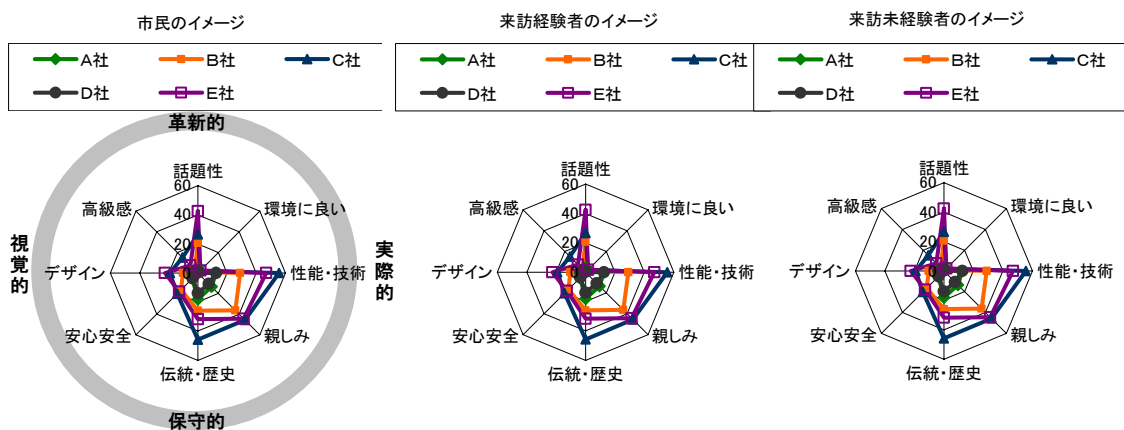 市民のイメージ
A社 B社 C社
D社 E社
革新的
視覚的
実際的
保守的
話題性
環境に良い
性能・技術
親しみ
伝統・歴史
安心安全
デザイン
高級感
60
40
20
0
来訪経験者のイメージ
A社 B社 C社
D社 E社
話題性
環境に良い
性能・技術
親しみ
伝統・歴史
安心安全
デザイン
高級感
60
40
20
0
来訪未経験者のイメージ
A社 B社 C社
D社 E社
話題性
環境に良い
性能・技術
親しみ
伝統・歴史
安心安全
デザイン
高級感
60
40
20
0